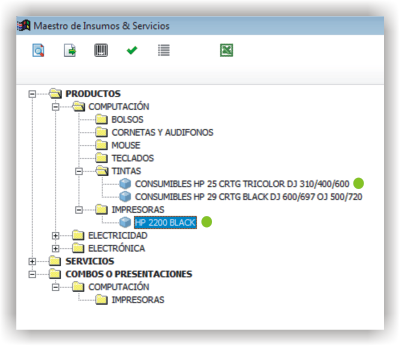 Maestro de Insumos & Servicios
PRODUCTOS
COMPUTACIÓN
BOLSOS
CORNETAS Y AUDIFONOS
MOUSE
TECLADOS
TINTAS
CONSUMIBLES HP 25 CRTG TRICOLOR DJ 310/400/600
CONSUMIBLES HP 29 CRTG BLACK DJ 600/697 OJ 500/720
IMPRESORAS
HP 2200 BLACK
ELECTRICIDAD
ELECTRÓNICA
SERVICIOS
COMBOS O PRESENTACIONES
COMPUTACIÓN
IMPRESORAS